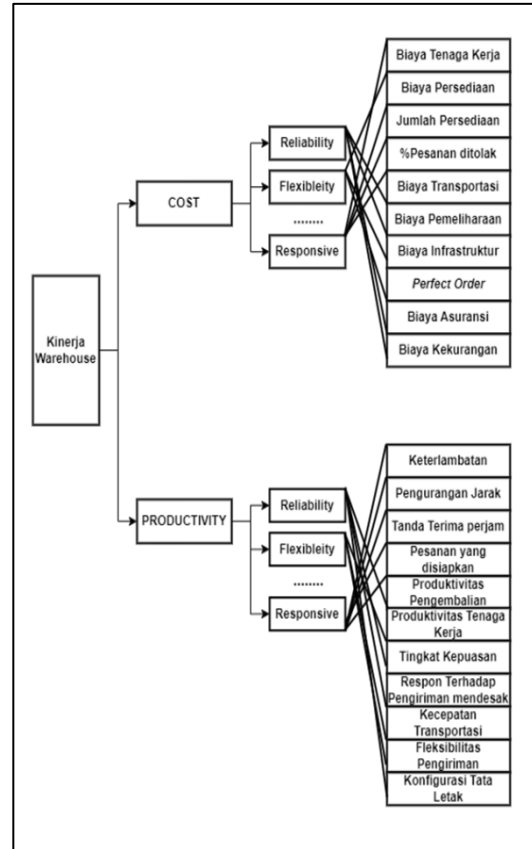 Kinerja
Warehouse
COST
Reliability
Flexibleity
........
Responsive
Biaya Tenaga Kerja
Biaya Persediaan
Jumlah Persediaan
%Pesanan ditolak
Biaya Transportasi
Biaya Pemeliharaan
Biaya Infrastruktur
Perfect Order
Biaya Asuransi
Biaya Kekurangan
PRODUCTIVITY
Reliability
Flexibleity
........
Responsive
Keterlambatan
Pengurangan Jarak
Tanda Terima perjam
Pesanan yang
disiapkan
Produktivitas
Pengembalian
Produktivitas Tenaga
Kerja
Tingkat Kepuasan
Respon Terhadap
Pengiriman mendesak
Kecepatan
Transportasi
Fleksibilitas
Pengiriman
Konfigurasi Tata
Letak